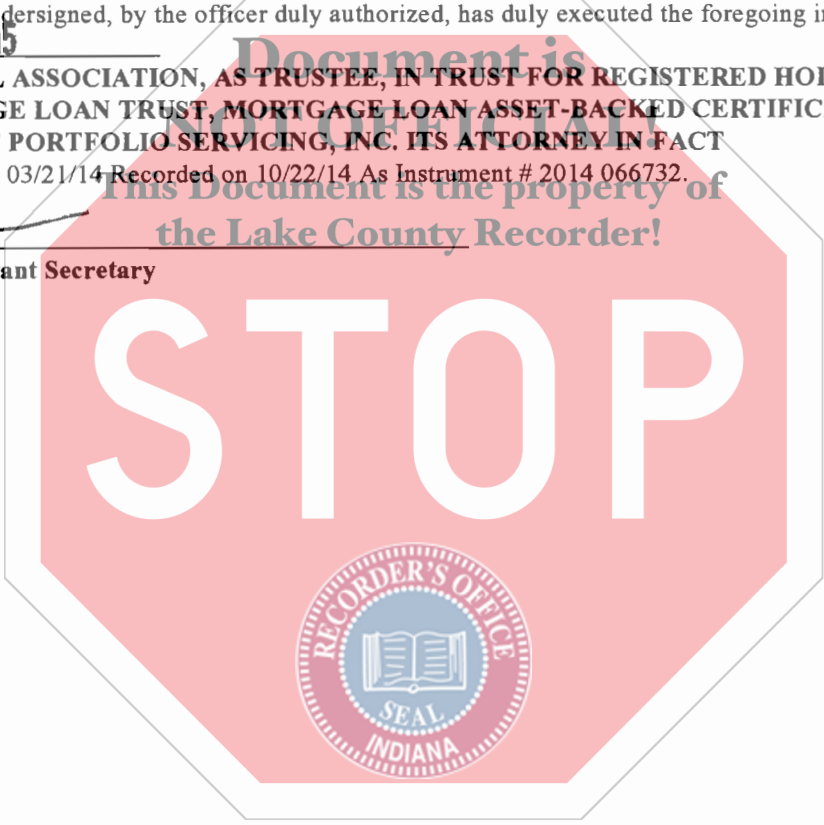 dersigned, by the officer duly authorized, has duly executed the foregoing in
5
Document is
ASSOCIATION, AS TRUSTEE, IN TRUST FOR REGISTERED HOL
GE LOAN TRUST, MORTGAGE LOAN ASSET-BACKED CERTIFIC
NOT OFFICIAL!
PORTFOLIO SERVICING, INC. ITS ATTORNEY IN FACT
03/21/14 Recorded on 10/22/14 As Instrument # 2014 066732.
This Document is the property of
the Lake County Recorder!
ant Secretary
STOP
RECORDER'S OFFICE
SEAL
INDIANA